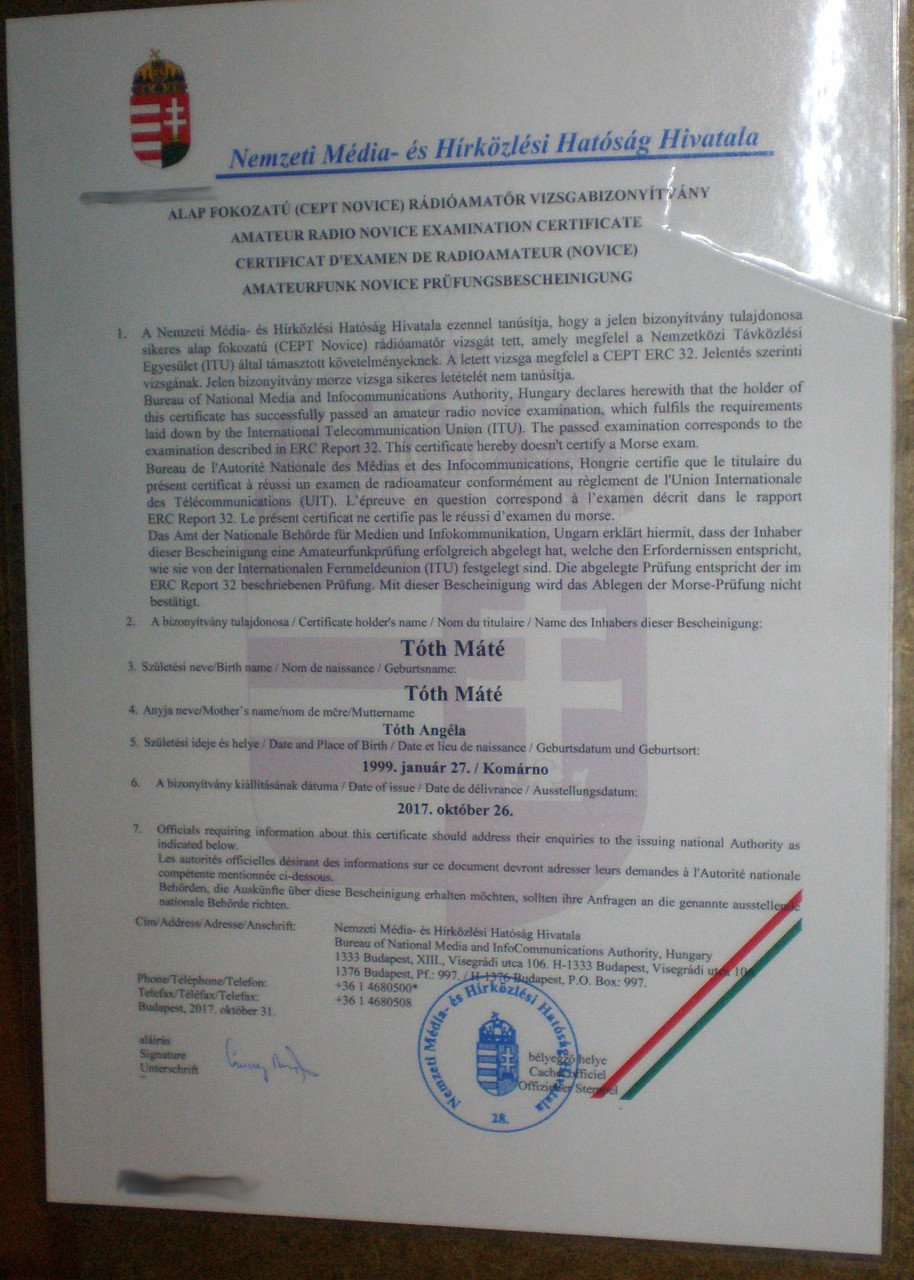 Nemzeti Média- és Hírközlési Hatóság Hivatala
ALAP FOKOZATÚ (CEPT NOVICE) RÁDIÓAMATŐR VIZSGABIZONYÍTVÁNY
AMATEUR RADIO NOVICE EXAMINATION CERTIFICATE
CERTIFICAT D'EXAMEN DE RADIOAMATEUR (NOVICE)
AMATEURFUNK NOVICE PRÜFUNGSBESCHEINIGUNG
1. A Nemzeti Média- és Hírközlési Hatóság Hivatala ezennel tanúsítja, hogy a jelen bizonyítvány tulajdonosa
sikeres alap fokozatú (CEPT Novice) rádióamatőr vizsgát tett, amely megfelel a Nemzetközi Távközlési
Egyesület (ITU) által támasztott követelményeknek. A letett vizsga megfelel a CEPT ERC 32. Jelentés szerinti
vizsgának. Jelen bizonyítvány morze vizsga sikeres letételét nem tanúsítja.
Bureau of National Media and Infocommunications Authority, Hungary declares herewith that the holder of
this certificate has successfully passed an amateur radio novice examination, which fulfils the requirements
laid down by the International Telecommunication Union (ITU). The passed examination corresponds to the
examination described in ERC Report 32. This certificate hereby doesn't certify a Morse exam.
Bureau de l'Autorité Nationale des Médias et des Infocommunications, Hongrie certifie que le titulaire du
présent certificat à réussi un examen de radioamateur conformément au règlement de l'Union Internationale
des Télécommunications (UIT). L'épreuve en question correspond à l'examen décrit dans le rapport
ERC Report 32. Le présent certificat ne certifie pas le réussi d'examen du morse.
Das Amt der Nationale Behörde für Medien und Infokommunikation, Ungarn erklärt hiermit, dass der Inhaber
dieser Bescheinigung eine Amateurfunkprüfung erfolgreich abgelegt hat, welche den Erfordernissen entspricht,
wie sie von der Internationalen Fernmeldeunion (ITU) festgelegt sind. Die abgelegte Prüfung entspricht der im
ERC Report 32 beschriebenen Prüfung. Mit dieser Bescheinigung wird das Ablegen der Morse-Prüfung nicht
bestätigt.
2. A bizonyítvány tulajdonosa / Certificate holder's name / Nom du titulaire / Name des Inhabers dieser Bescheinigung:
Tóth Máté
3. Születési neve/Birth name / Nom de naissance / Geburtsname:
Tóth Máté
4. Anyja neve/Mother's name/nom de mčre/Muttername
Tóth Angéla
5. Születési ideje és helye / Date and Place of Birth / Date et lieu de naissance / Geburtsdatum und Geburtsort:
1999. január 27. / Komárno
6. A bizonyítvány kiállításának dátuma / Date of issue / Date de délivrance / Ausstellungsdatum:
2017. október 26.
7. Officials requiring information about this certificate should address their enquiries to the issuing national Authority as
indicated below.
Les autorités officielles désirant des informations sur ce document devront adresser leurs demandes à l'Autorité nationale
compétente mentionnée ci-dessous.
Behörden, die Auskünfte über diese Bescheinigung erhalten möchten, sollten ihre Anfragen an die genannte ausstellende
nationale Behörde richten.
Cím/Address/Adresse/Anschrift: Nemzeti Média- és Hírközlési Hatóság Hivatala
Bureau of National Media and InfoCommunications Authority, Hungary
1333 Budapest, XIII., Visegrádi utca 106. H-1333 Budapest, Visegrádi utca 106.
1376 Budapest, Pf.: 997. / H-1376 Budapest, P.O. Box: 997.
Phone/Téléphone/Telefon: +36 1 4680500*
Telefax/Téléfax/Telefax: +36 1 4680508
Budapest, 2017. október 31.
aláírás
Signature
Unterschrift
bélyegző helye
Cachet officiel
Offizieller Stempel
Nemzeti Média- és Hírközlési Hatóság Hivatala
28.